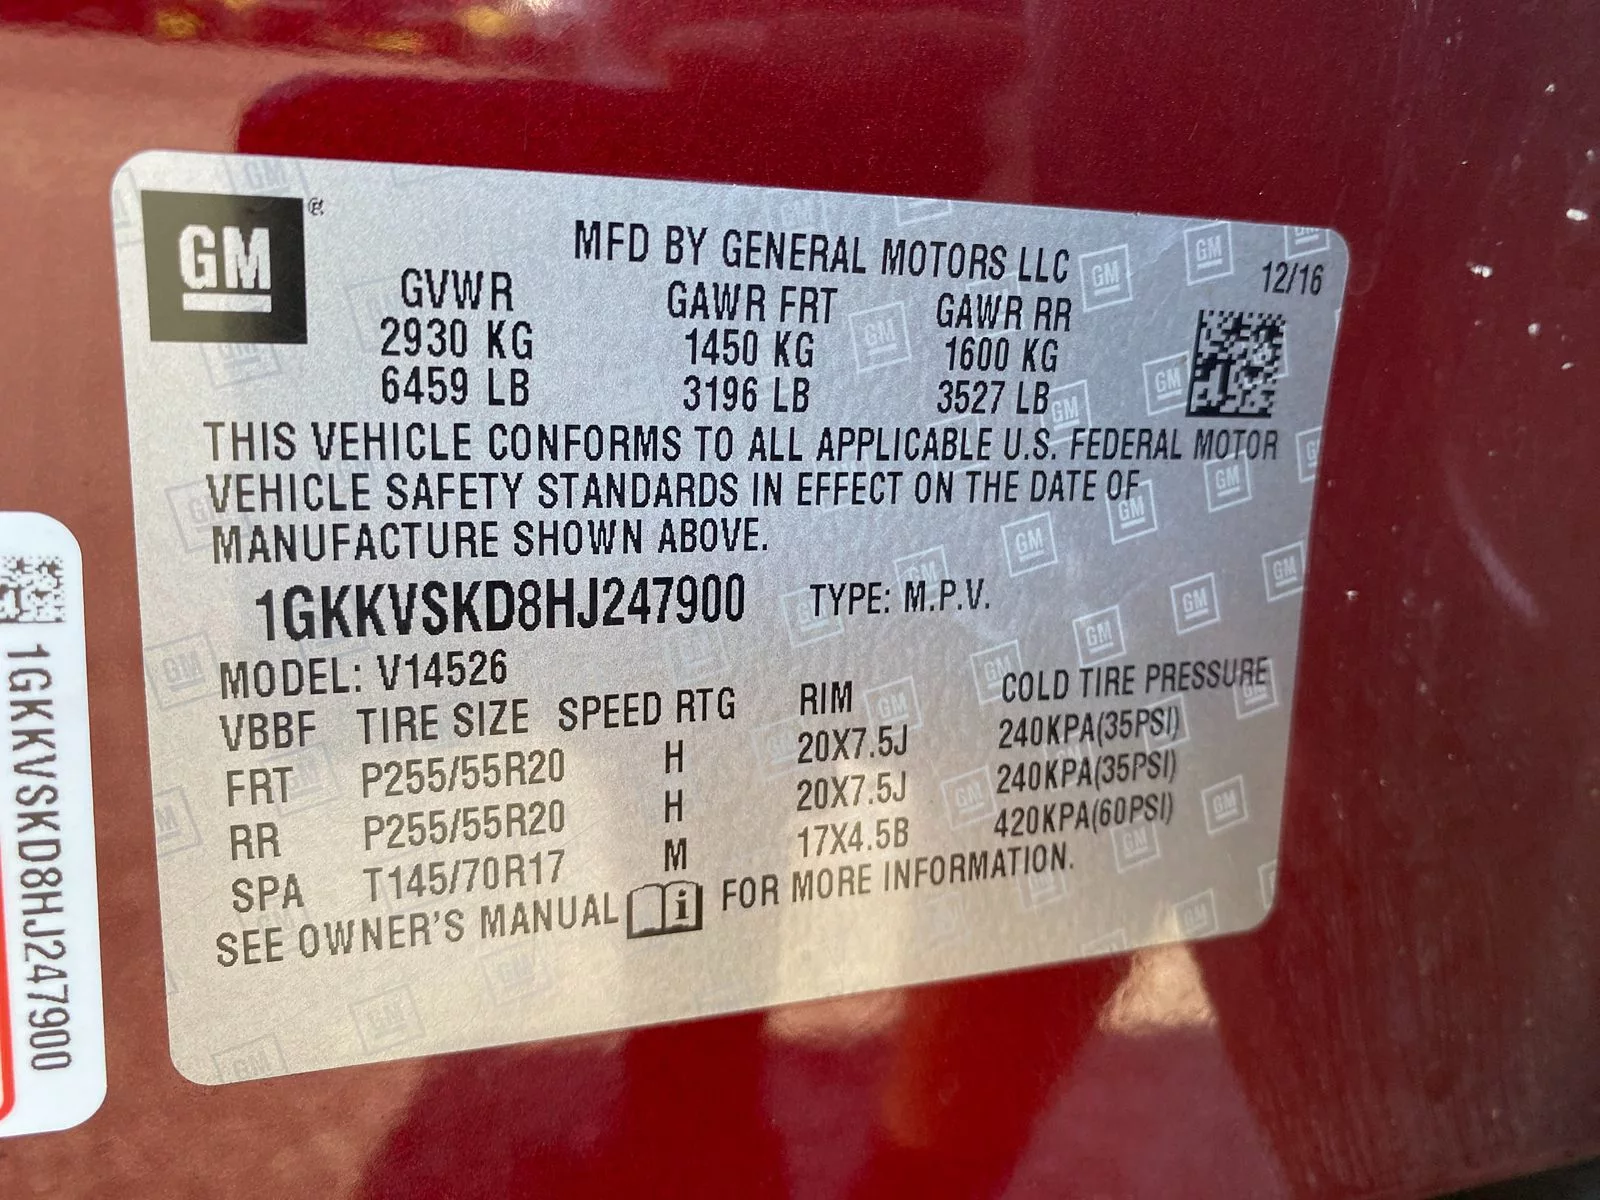 GM
MFD BY GENERAL MOTORS LLC
12/16
GVWR GAWR FRT GAWR RR
2930 KG 1450 KG 1600 KG
6459 LB 3196 LB 3527 LB
THIS VEHICLE CONFORMS TO ALL APPLICABLE U.S. FEDERAL MOTOR
VEHICLE SAFETY STANDARDS IN EFFECT ON THE DATE OF
MANUFACTURE SHOWN ABOVE.
1GKKVSKD8HJ247900 TYPE: M.P.V.
MODEL: V14526
VBBF TIRE SIZE SPEED RTG RIM COLD TIRE PRESSURE
FRT P255/55R20 H 20X7.5J 240KPA(35PSI)
RR P255/55R20 H 20X7.5J 240KPA(35PSI)
SPA T145/70R17 M 17X4.5B 420KPA(60PSI)
SEE OWNER'S MANUAL i FOR MORE INFORMATION.
1GKKVSKD8HJ247900